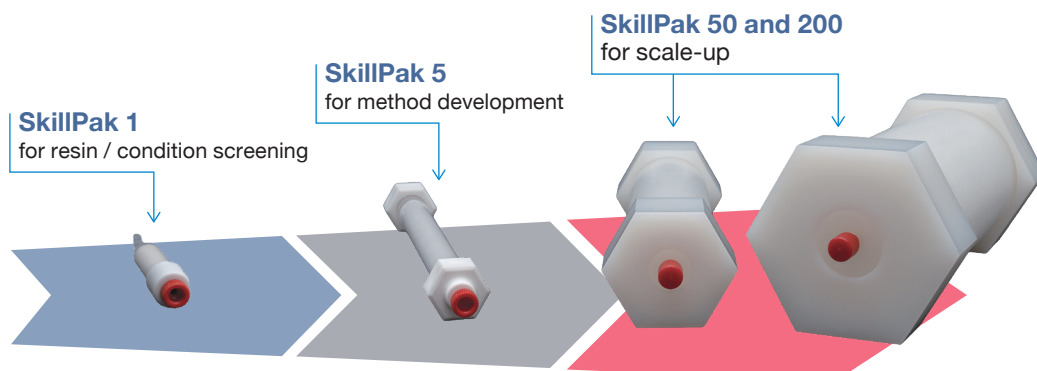 SkillPak 1
for resin / condition screening
SkillPak 5
for method development
SkillPak 50 and 200
for scale-up